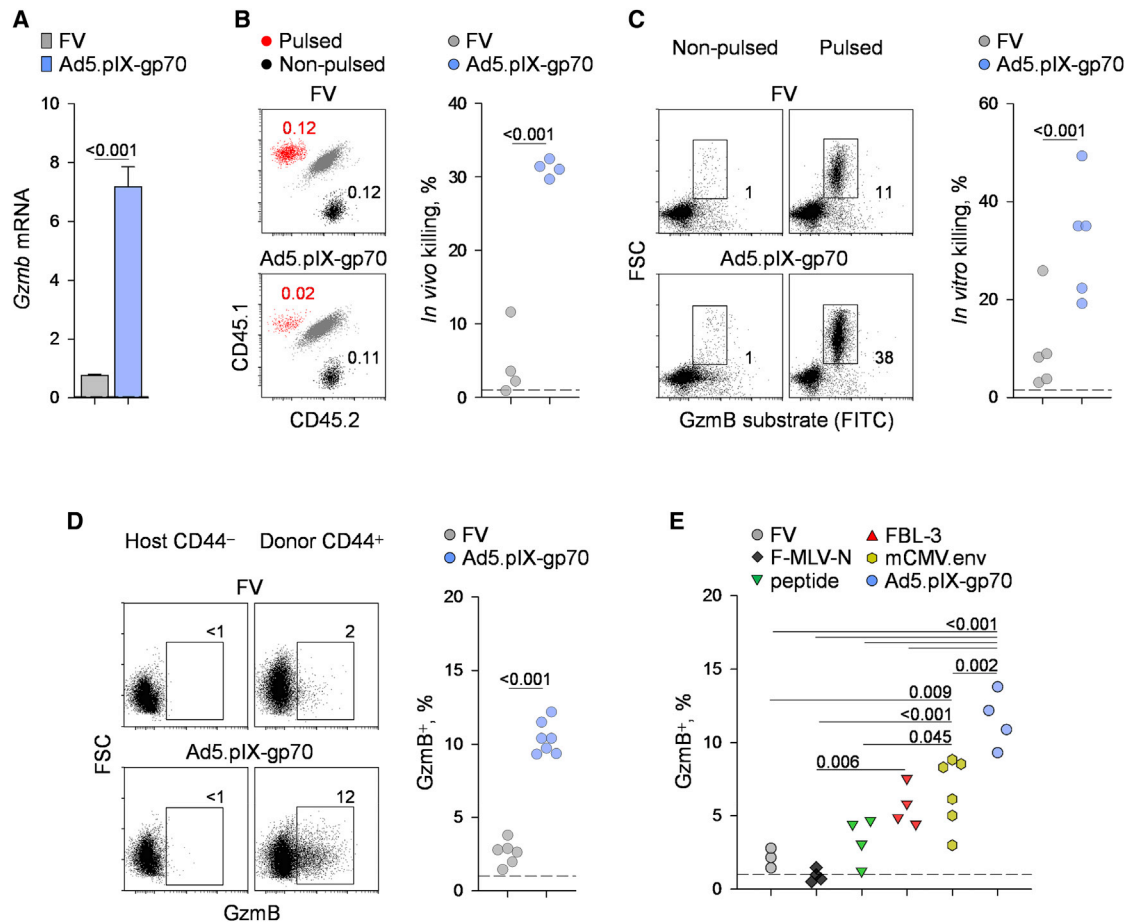 A
FV
Ad5.pIX-gp70
Gzmb mRNA
10
8
6
4
2
0
<0.001
B
Pulsed
Non-pulsed
FV
0.12
0.12
Ad5.pIX-gp70
0.02
0.11
CD45.1
CD45.2
FV
Ad5.pIX-gp70
In vivo killing, %
40
30
20
10
0
<0.001
C
Non-pulsed
Pulsed
FV
1
11
Ad5.pIX-gp70
1
38
FSC
GzmB substrate (FITC)
FV
Ad5.pIX-gp70
In vitro killing, %
60
40
20
0
<0.001
D
Host CD44⁻
Donor CD44⁺
FV
<1
2
Ad5.pIX-gp70
<1
12
FSC
GzmB
FV
Ad5.pIX-gp70
GzmB⁺, %
20
15
10
5
0
<0.001
E
FV
F-MLV-N
peptide
FBL-3
mCMV.env
Ad5.pIX-gp70
GzmB⁺, %
20
15
10
5
0
<0.001
0.002
0.009
<0.001
0.045
0.006